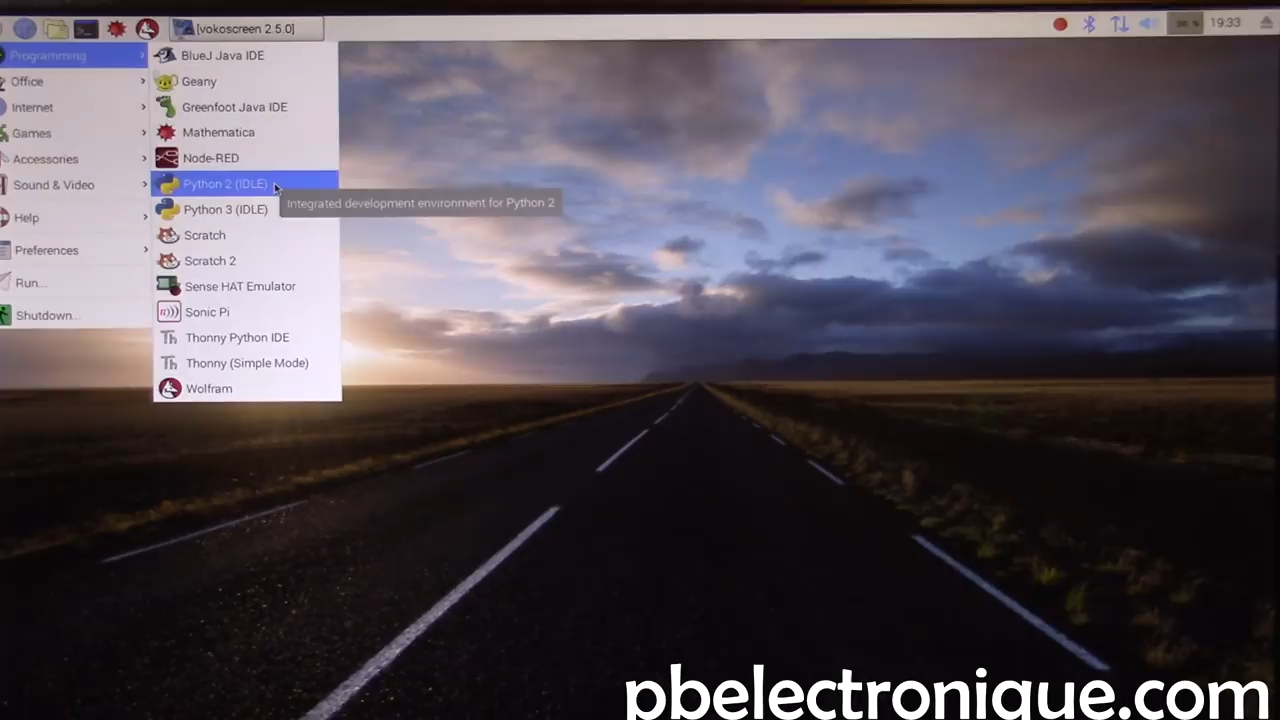 [vokoscreen 2.5.0]
19:33
Programming
Office
Internet
Games
Accessories
Sound & Video
Help
Preferences
Run...
Shutdown...
BlueJ Java IDE
Geany
Greenfoot Java IDE
Mathematica
Node-RED
Python 2 (IDLE)
Integrated development environment for Python 2
Python 3 (IDLE)
Scratch
Scratch 2
Sense HAT Emulator
Sonic Pi
Thonny Python IDE
Thonny (Simple Mode)
Wolfram
pbelectronique.com